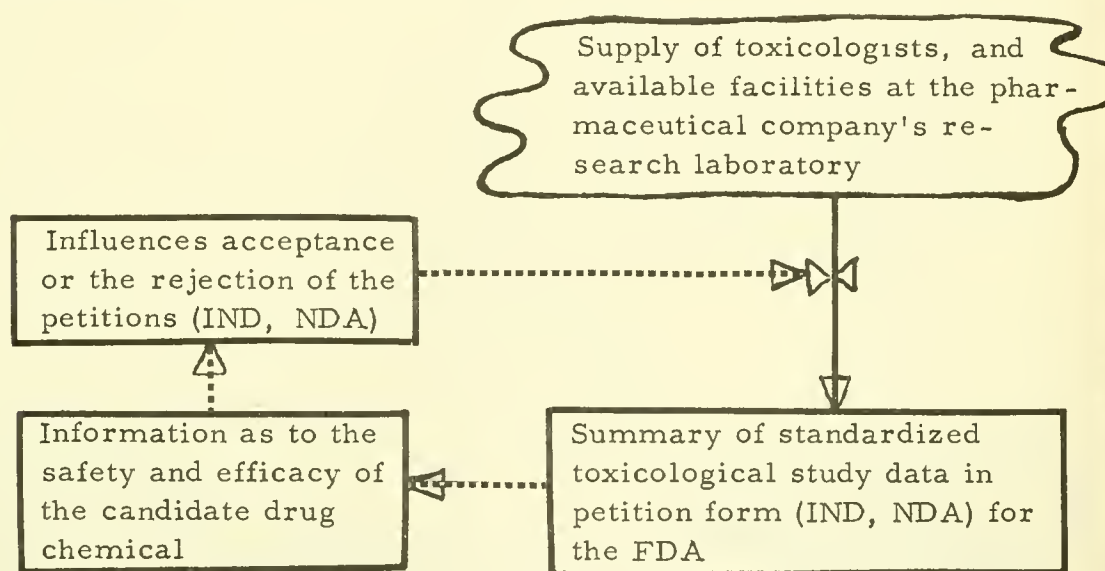 Supply of toxicologists, and
available facilities at the phar-
maceutical company's re-
search laboratory
Influences acceptance
or the rejection of the
petitions (IND, NDA)
Information as to the
safety and efficacy of
the candidate drug
chemical
Summary of standardized
toxicological study data in
petition form (IND, NDA) for
the FDA